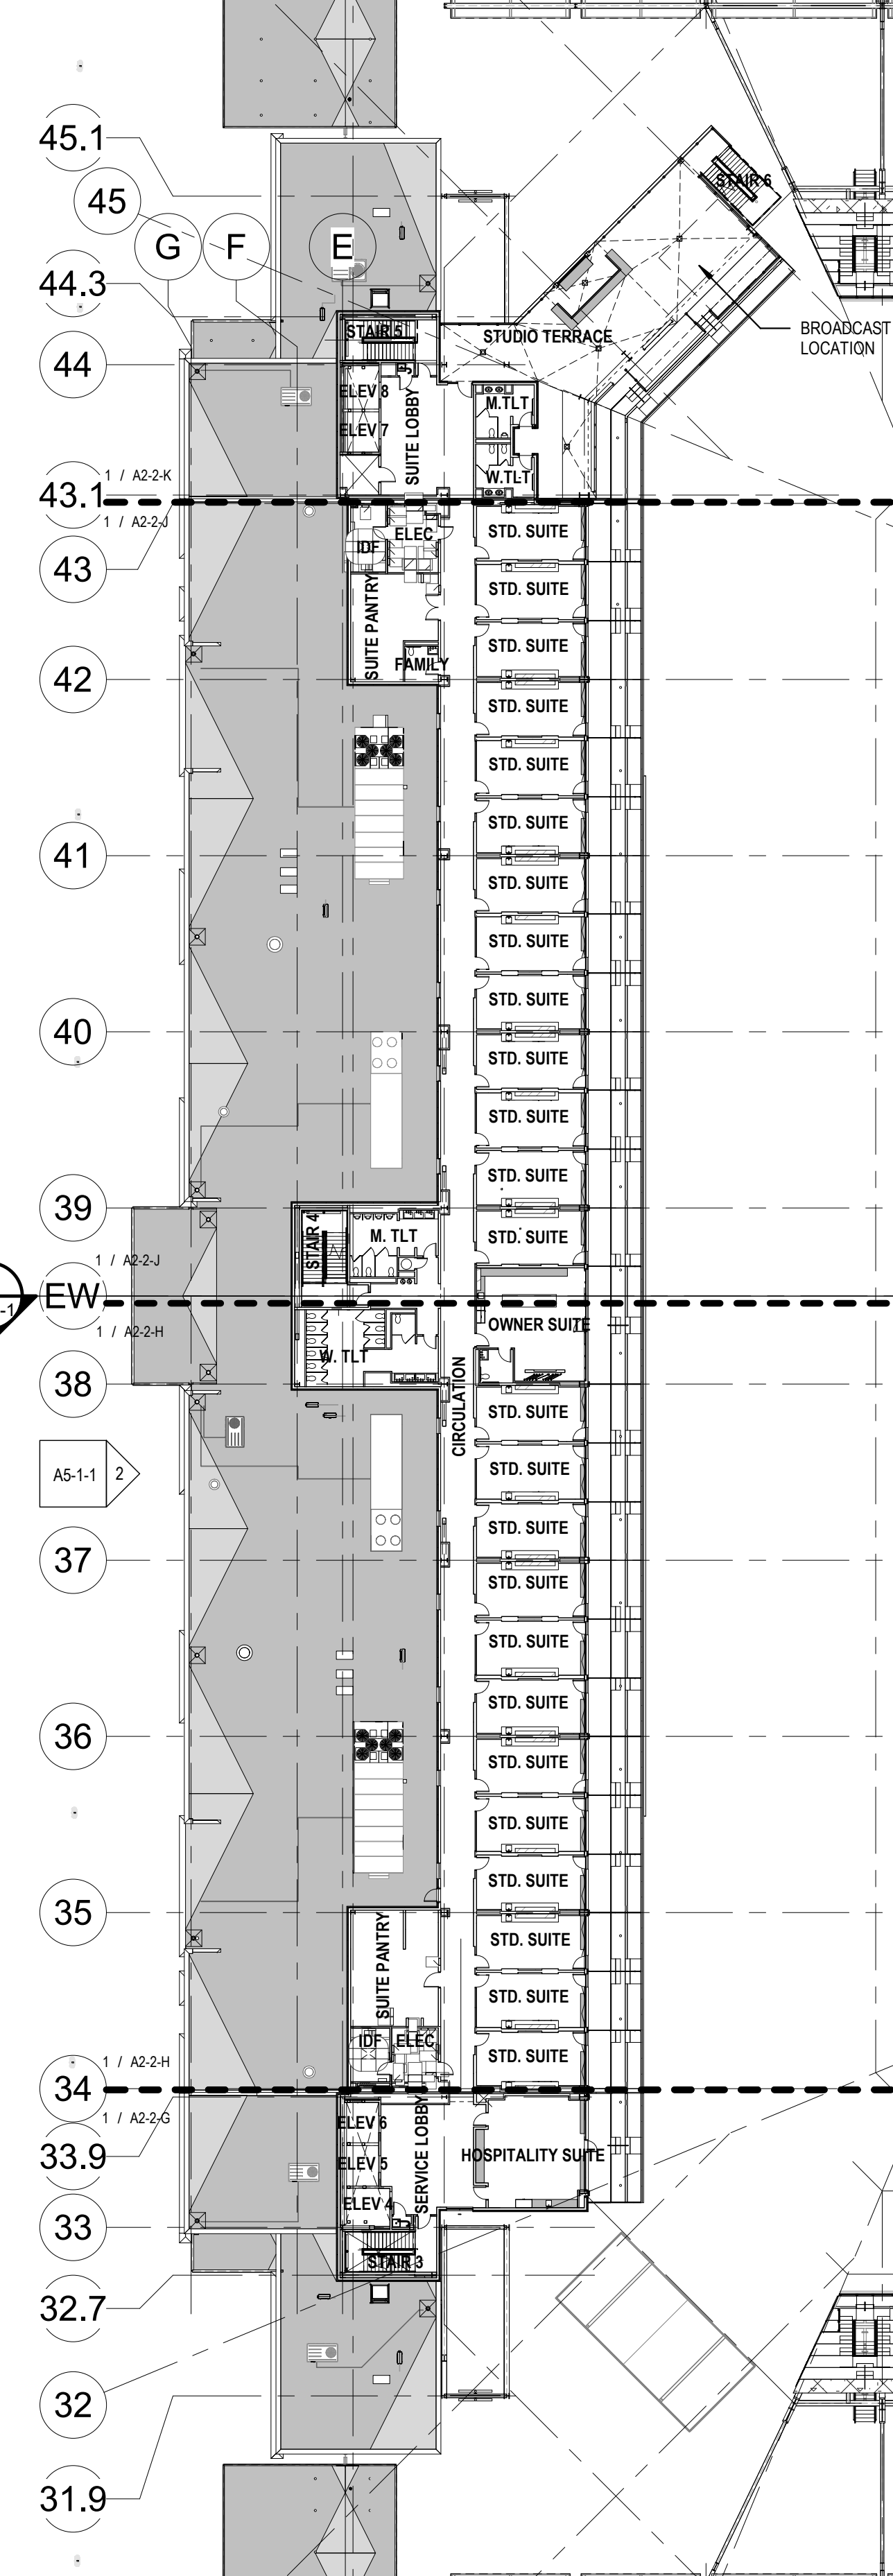 45.1
45
STAIR 6
G
F
E
44.3
BROADCAST
LOCATION
STAIR 5
STUDIO TERRACE
44
ELEV 8
M.TLT
SUITE LOBBY
ELEV 7
1 / A2-2-K
W.TLT
43.1
1 / A2-2-J
STD. SUITE
ELEC
IDF
43
STD. SUITE
SUITE PANTRY
STD. SUITE
FAMILY
42
STD. SUITE
STD. SUITE
STD. SUITE
41
STD. SUITE
STD. SUITE
STD. SUITE
40
STD. SUITE
STD. SUITE
STD. SUITE
39
STD. SUITE
M. TLT
STAIR 4
1 / A2-2-J
EW
-1
OWNER SUITE
1 / A2-2-H
W. TLT
38
CIRCULATION
STD. SUITE
STD. SUITE
A5-1-1
2
STD. SUITE
37
STD. SUITE
STD. SUITE
STD. SUITE
36
STD. SUITE
STD. SUITE
STD. SUITE
35
STD. SUITE
SUITE PANTRY
STD. SUITE
IDF
ELEC
STD. SUITE
1 / A2-2-H
34
1 / A2-2-G
ELEV 6
SERVICE LOBBY
HOSPITALITY SUITE
33.9
ELEV 5
ELEV 4
33
STAIR 3
32.7
32
31.9